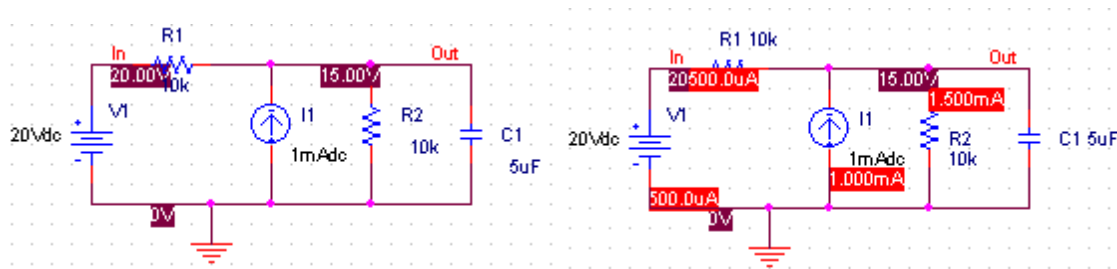 R1
In
Out
20.00V
15.00V
10k
V1
I1
R2
20Vdc
C1
10k
1mAdc
5uF
0V
R1 10k
In
Out
20
500.0uA
15.00V
1.500mA
V1
I1
20Vdc
R2
C1 5uF
1mAdc
10k
1.000mA
500.0uA
0V